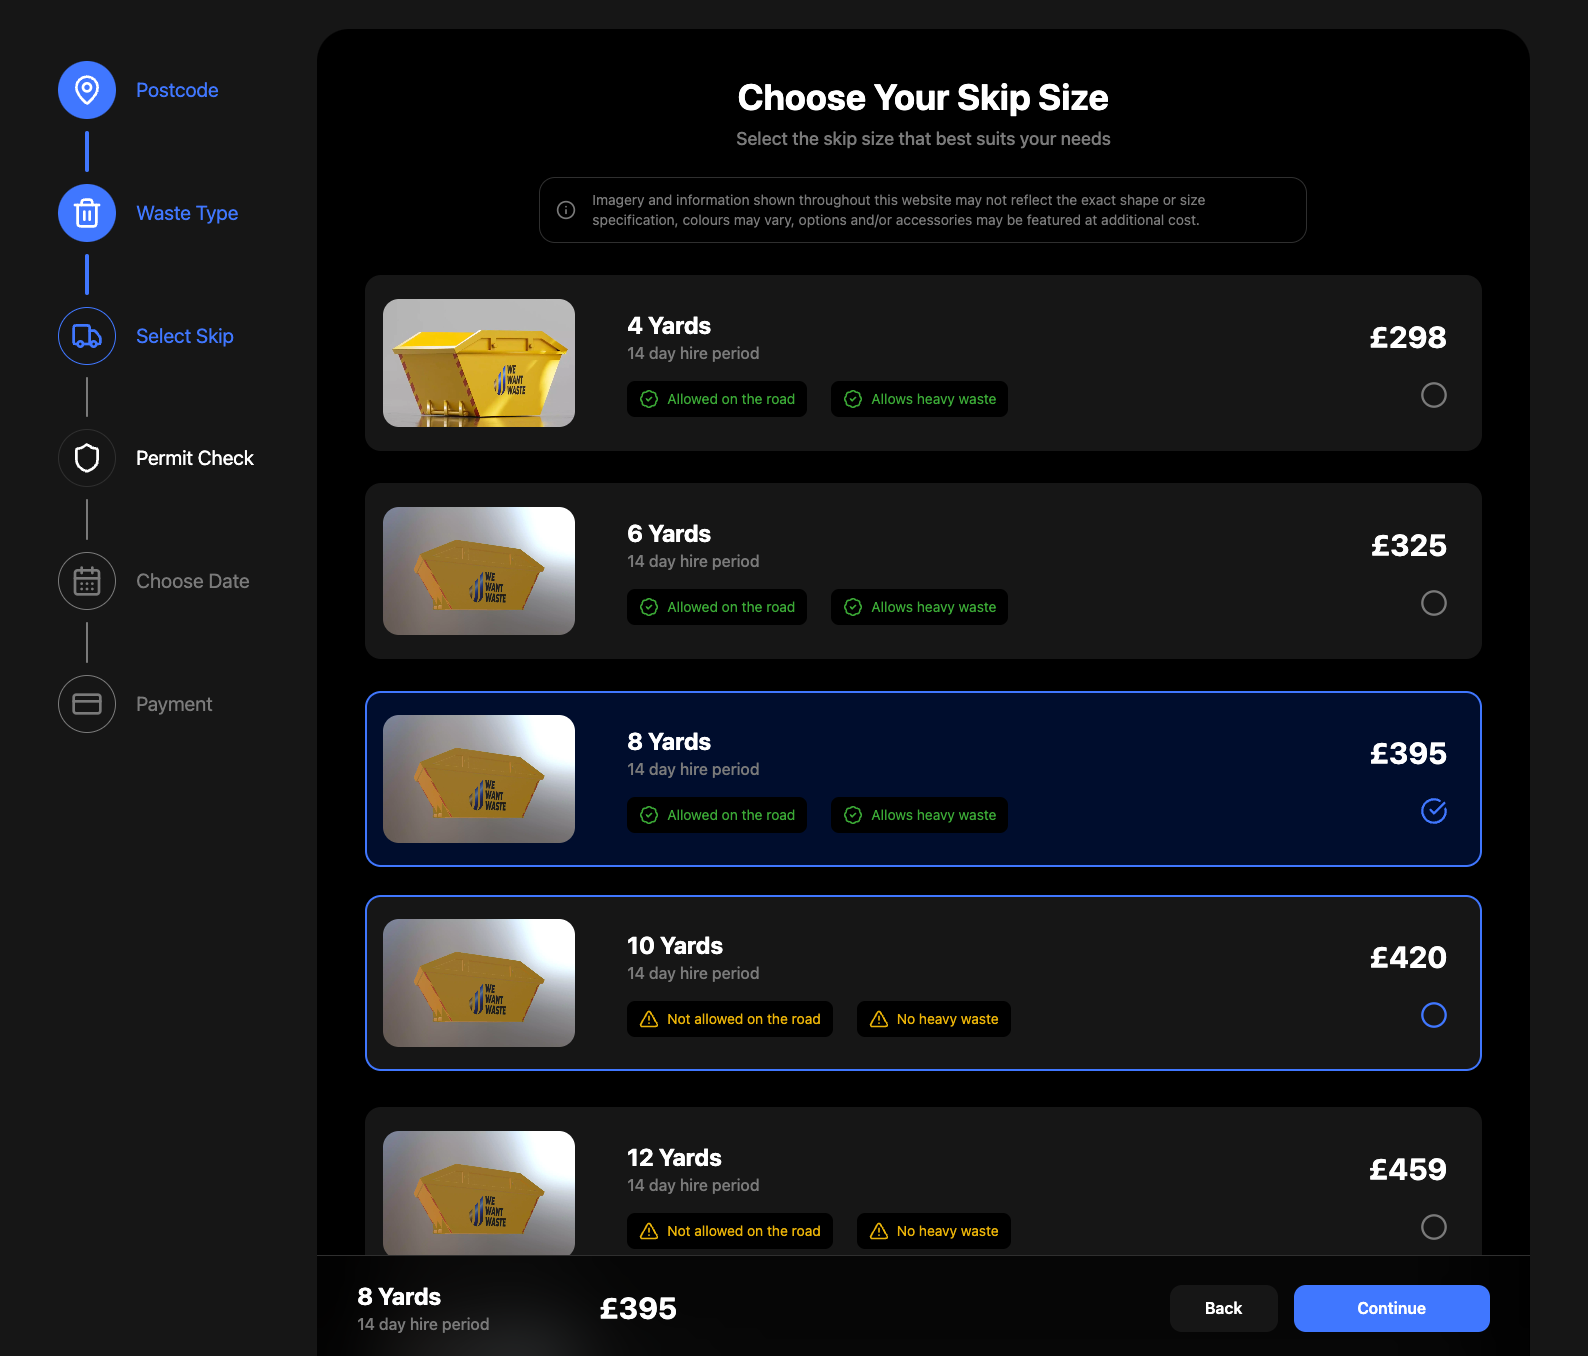 Postcode
Waste Type
Select Skip
Permit Check
Choose Date
Payment
Choose Your Skip Size
Select the skip size that best suits your needs
Imagery and information shown throughout this website may not reflect the exact shape or size
specification, colours may vary, options and/or accessories may be featured at additional cost.
WE
WANT
WASTE
4 Yards
14 day hire period
Allowed on the road
Allows heavy waste
£298
WE
WANT
WASTE
6 Yards
14 day hire period
Allowed on the road
Allows heavy waste
£325
WE
WANT
WASTE
8 Yards
14 day hire period
Allowed on the road
Allows heavy waste
£395
WE
WANT
WASTE
10 Yards
14 day hire period
Not allowed on the road
No heavy waste
£420
WE
WANT
WASTE
12 Yards
14 day hire period
Not allowed on the road
No heavy waste
£459
8 Yards
14 day hire period
£395
Back
Continue